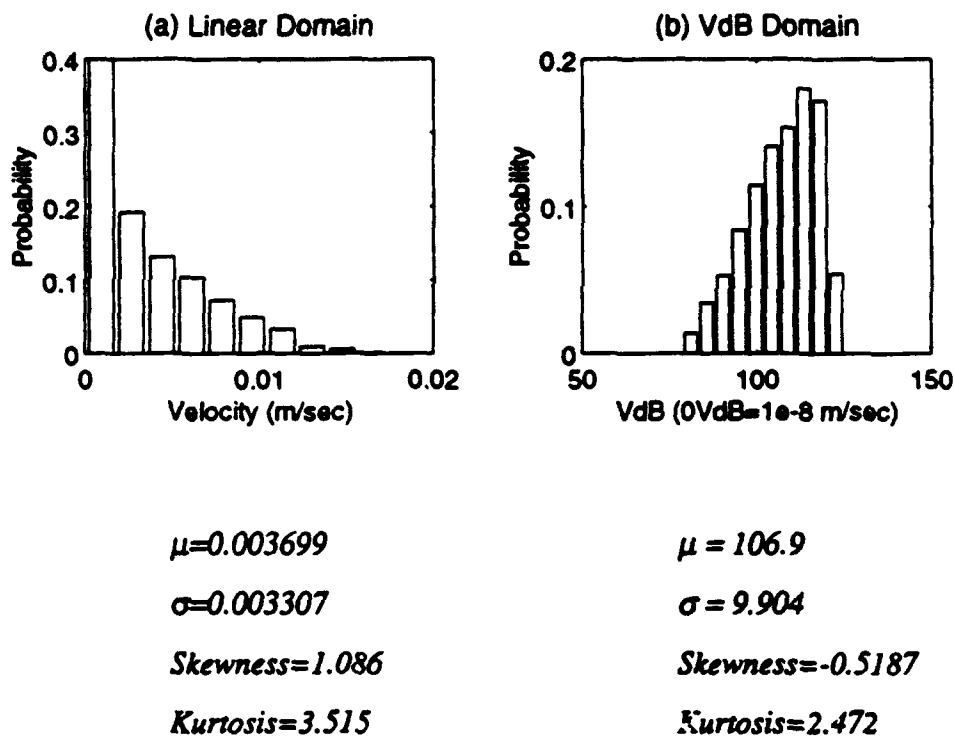 (a) Linear Domain
0.4
0.3
0.2
0.1
0
Probability
0
0.01
0.02
Velocity (m/sec)
(b) VdB Domain
0.2
0.1
0
Probability
50
100
150
VdB (0VdB=1e-8 m/sec)
μ=0.003699
σ=0.003307
Skewness=1.086
Kurtosis=3.515
μ = 106.9
σ = 9.904
Skewness=-0.5187
Kurtosis=2.472